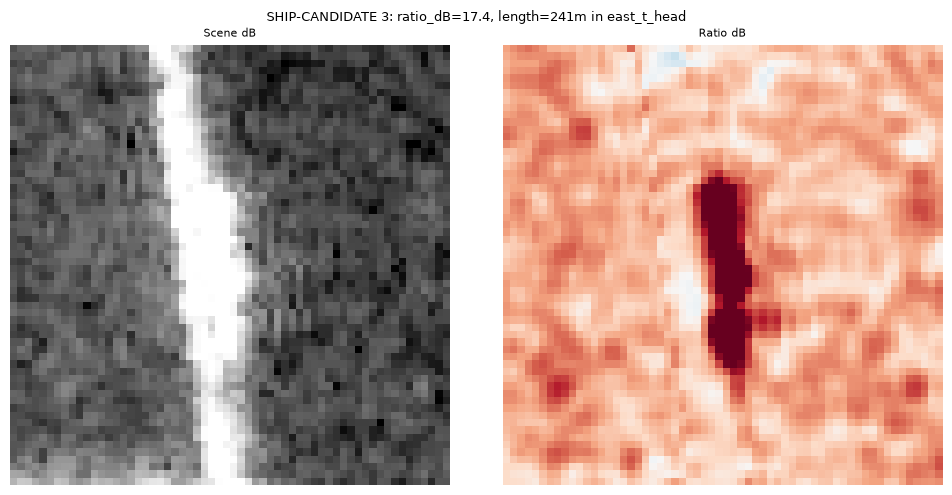 SHIP-CANDIDATE 3: ratio_dB=17.4, length=241m in east_t_head
Scene dB
Ratio dB